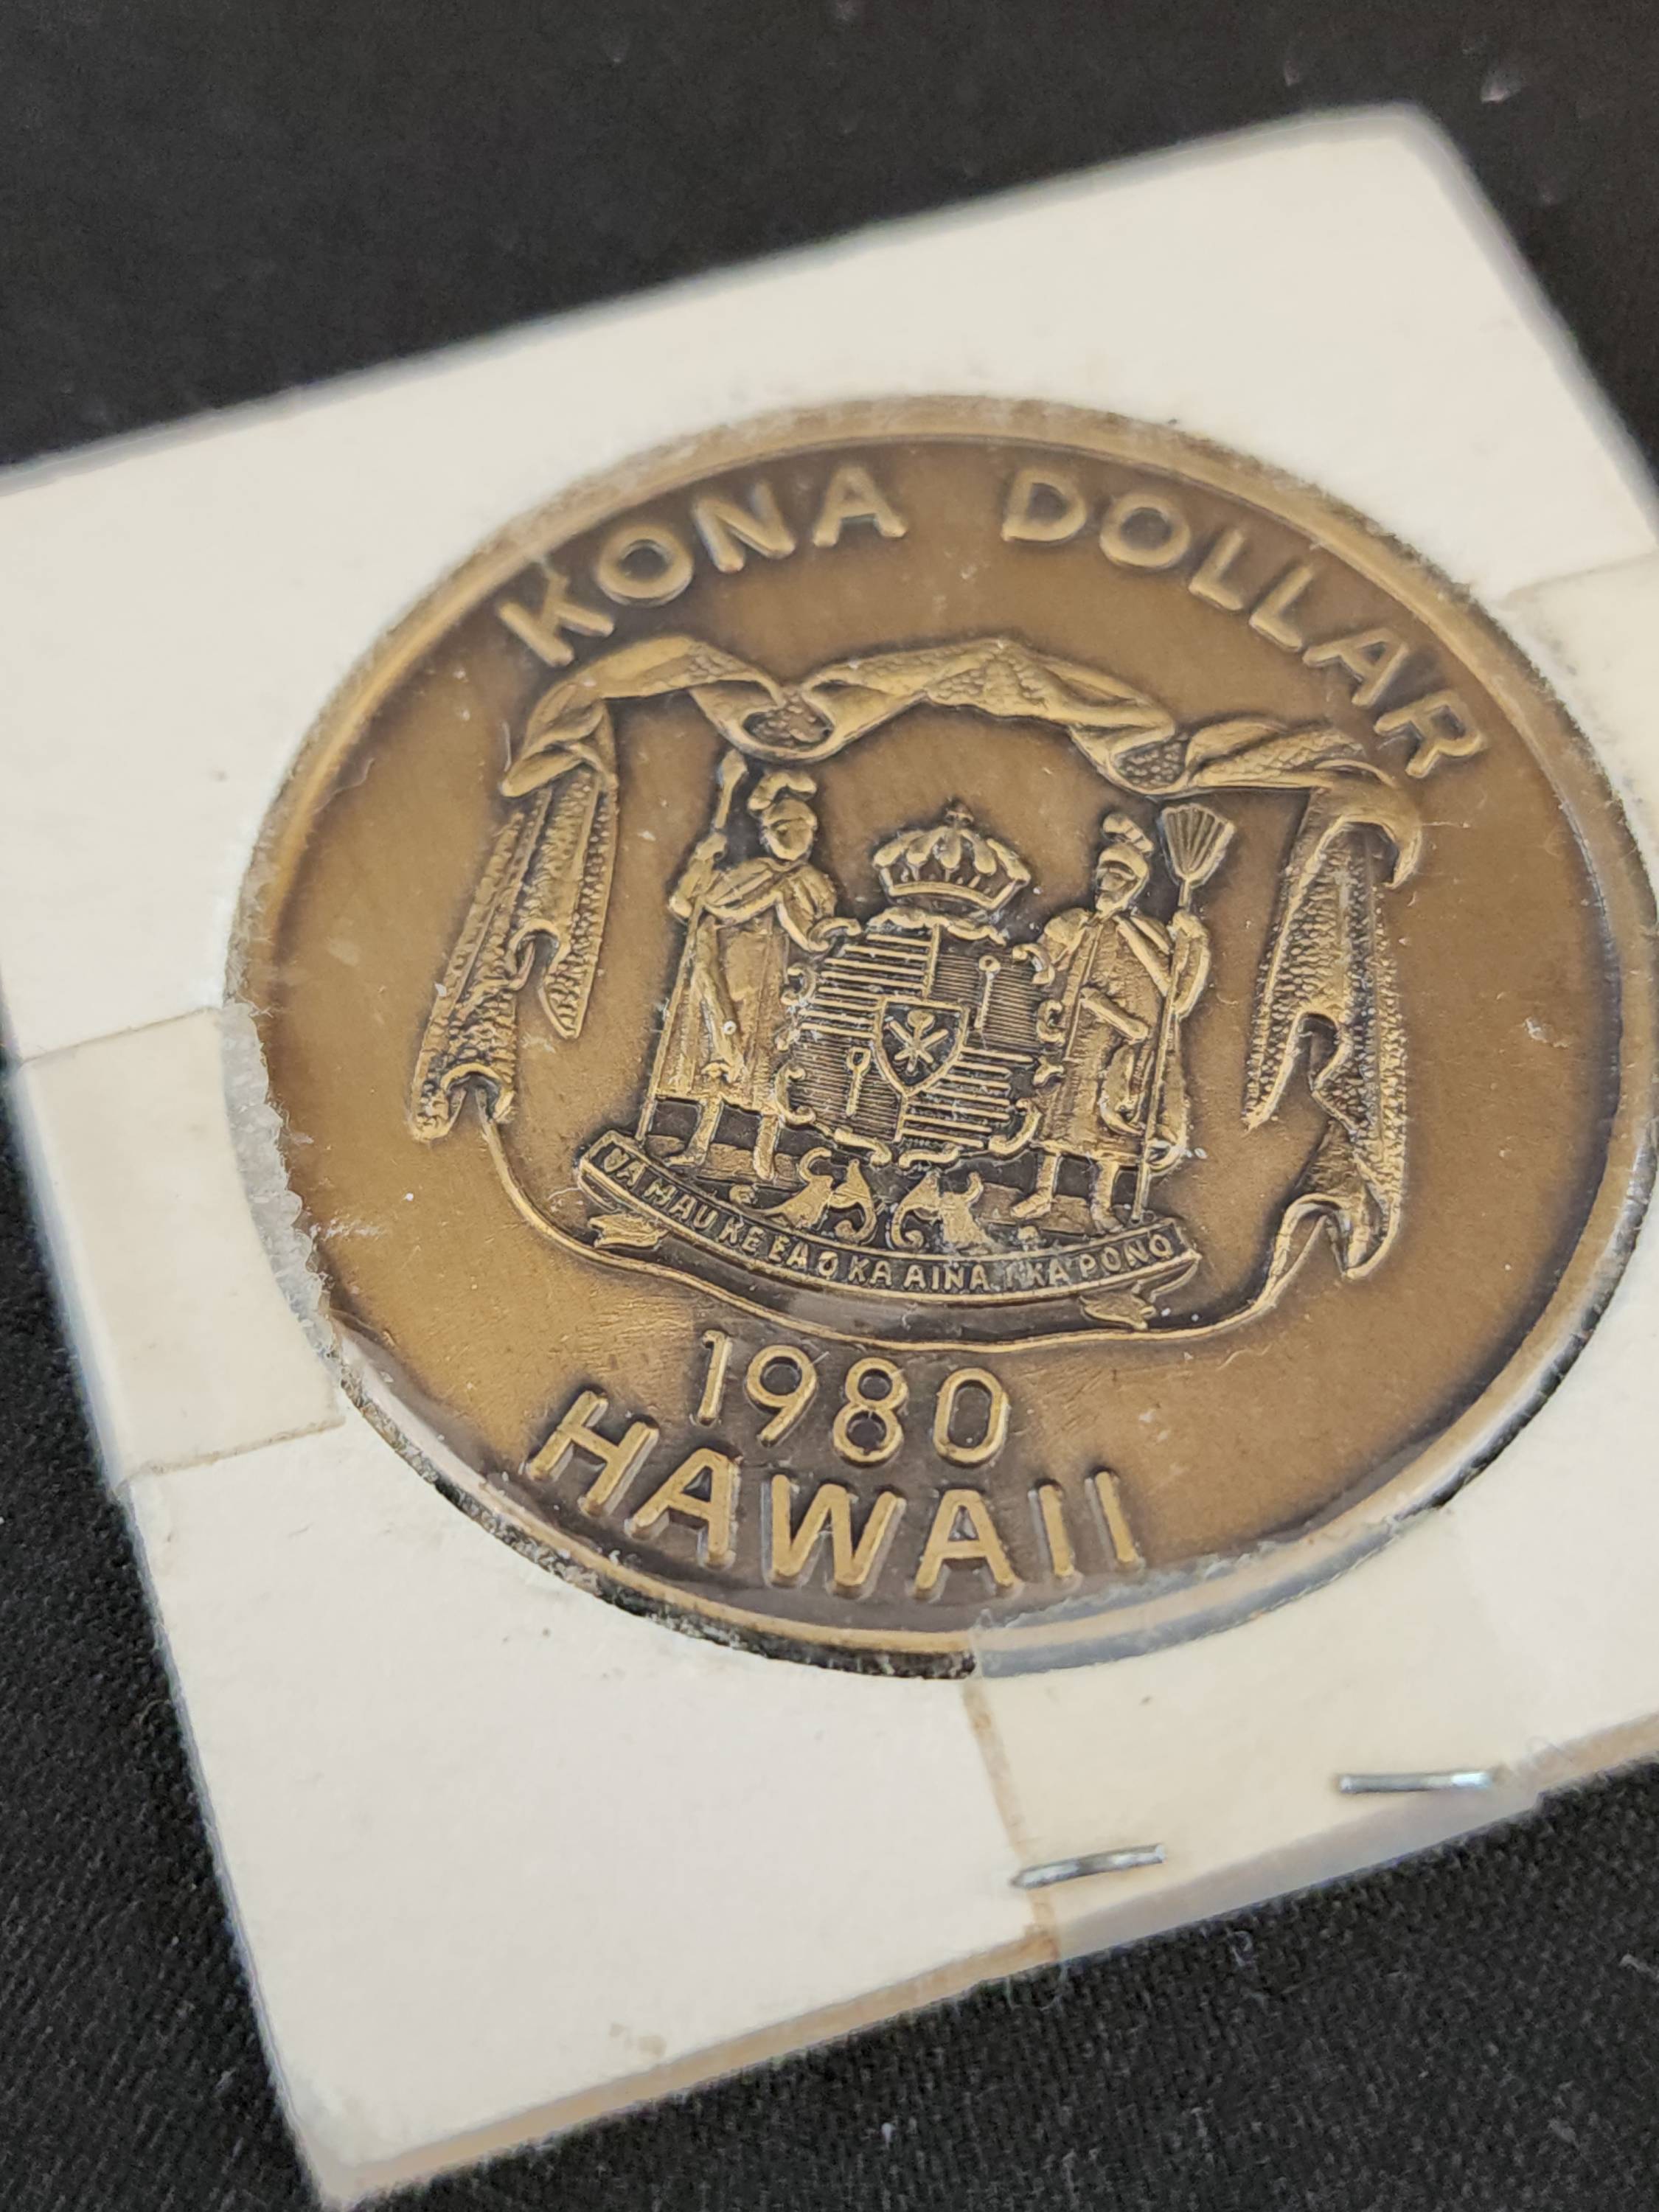 KONA DOLLAR
UA MAU KE EA O KA AINA I KA PONO
1980
HAWAII